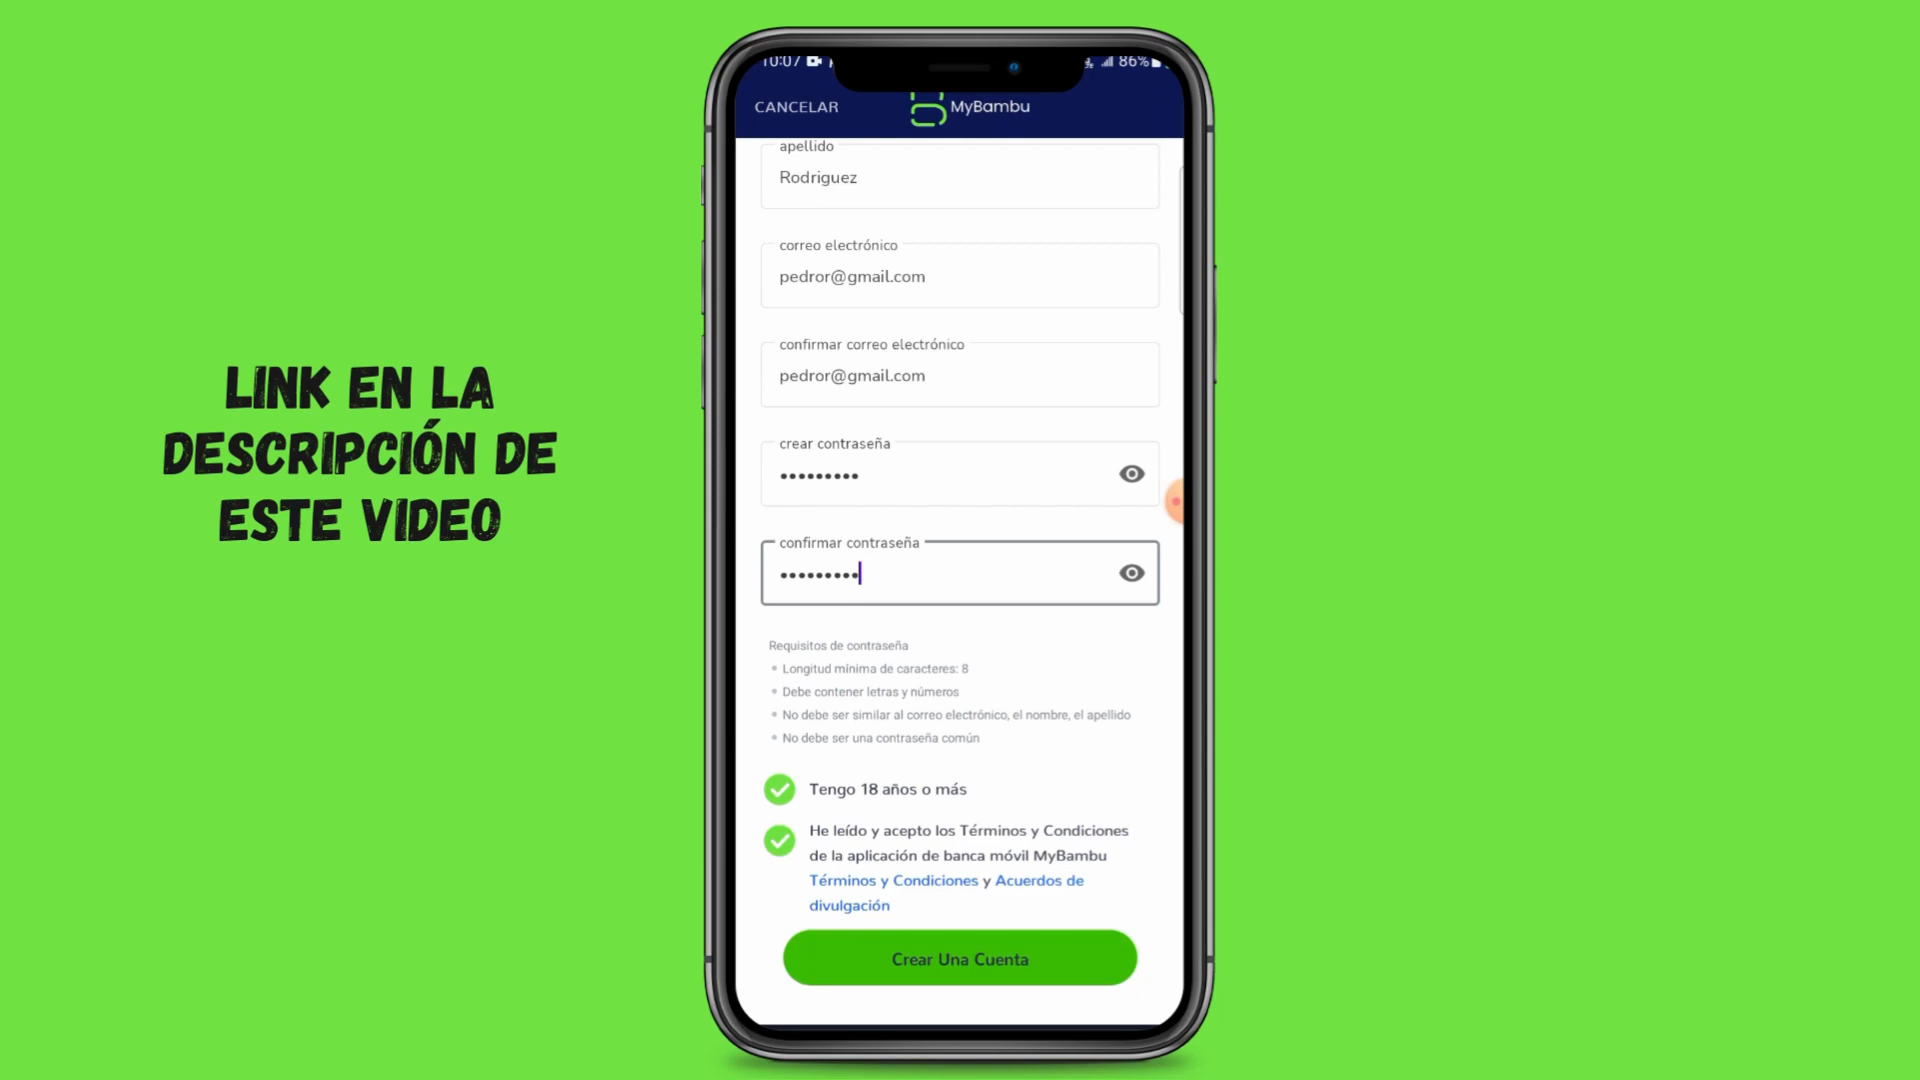 LINK EN LA
DESCRIPCIÓN DE
ESTE VIDEO
10:07
86%
CANCELAR
MyBambu
apellido
Rodriguez
correo electrónico
pedror@gmail.com
confirmar correo electrónico
pedror@gmail.com
crear contraseña
•••••••••
confirmar contraseña
•••••••••
Requisitos de contraseña
• Longitud mínima de caracteres: 8
• Debe contener letras y números
• No debe ser similar al correo electrónico, el nombre, el apellido
• No debe ser una contraseña común
Tengo 18 años o más
He leído y acepto los Términos y Condiciones
de la aplicación de banca móvil MyBambu
Términos y Condiciones y Acuerdos de
divulgación
Crear Una Cuenta